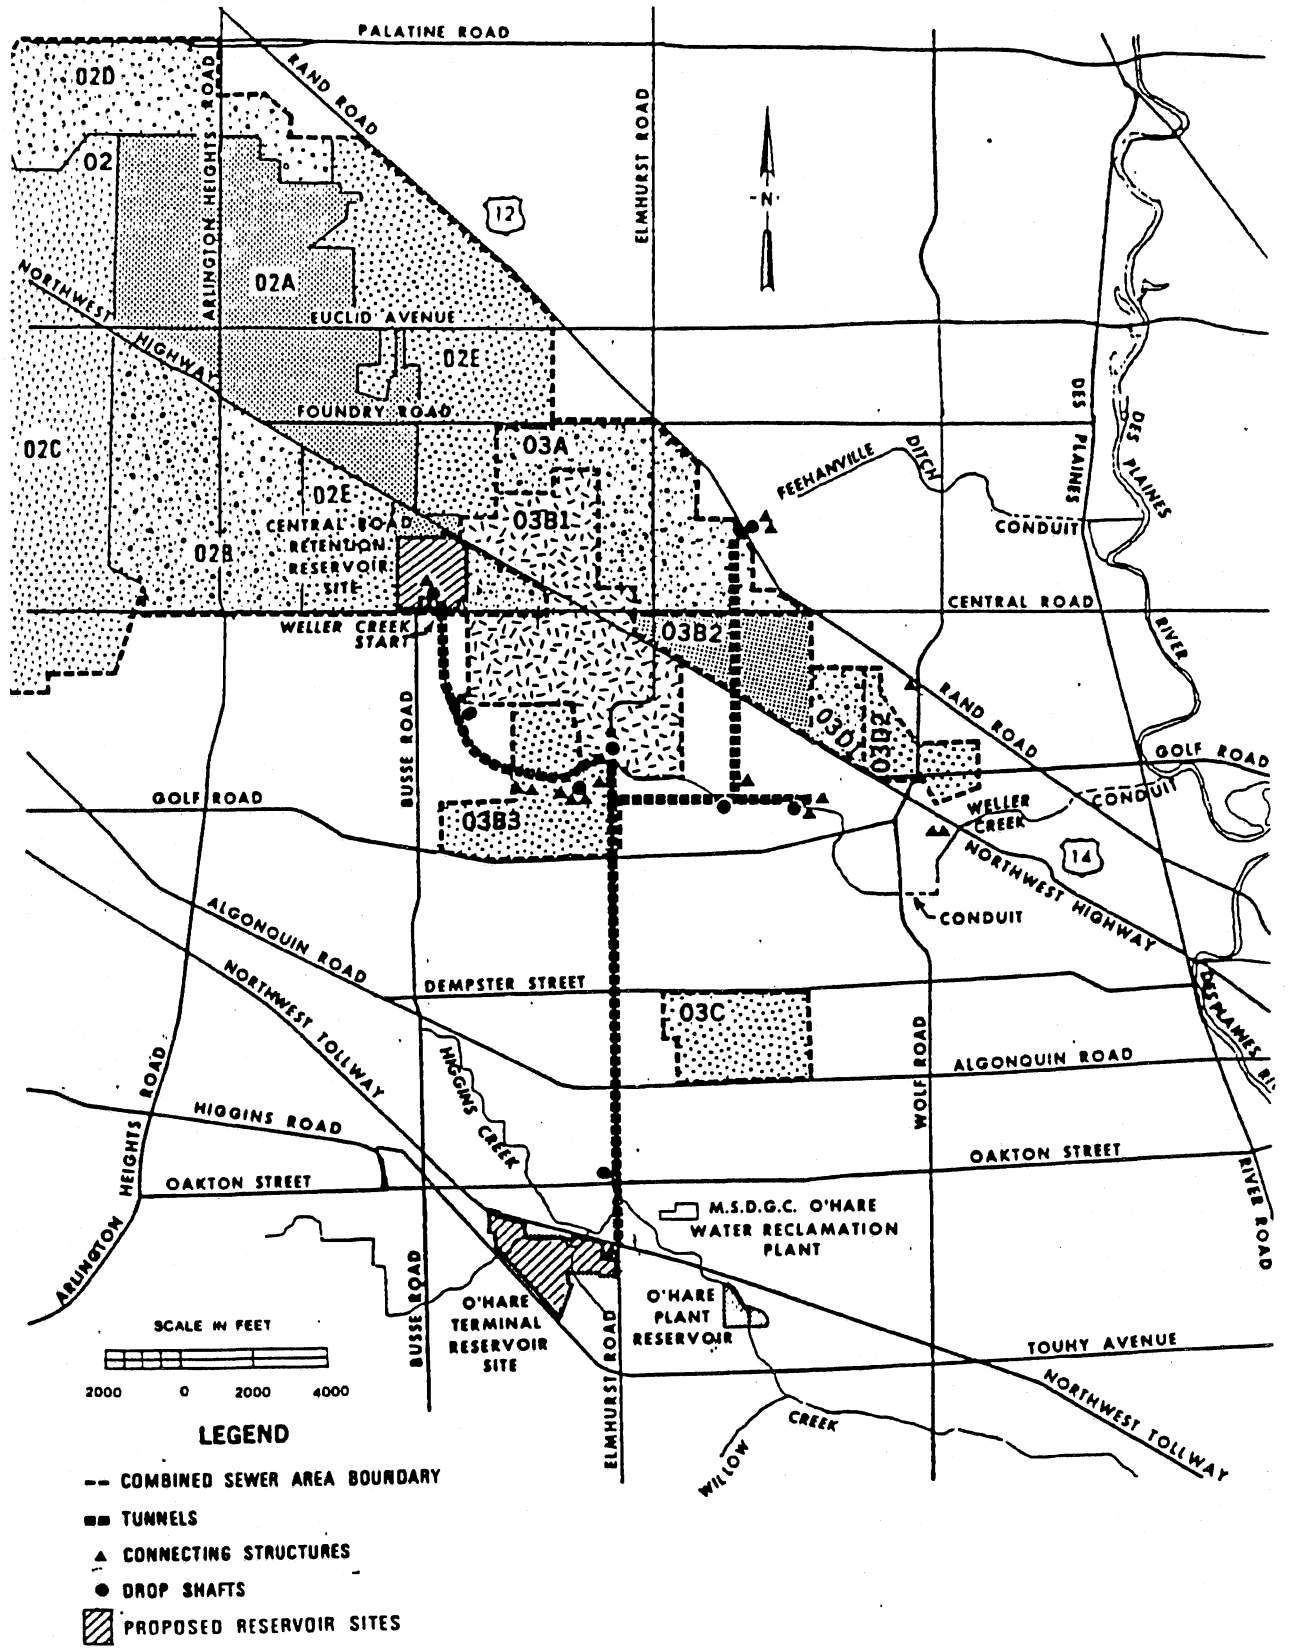 PALATINE ROAD
02D
RAND ROAD
ARLINGTON HEIGHTS ROAD
ELMHURST ROAD
02
12
-N-
02A
NORTHWEST HIGHWAY
EUCLID AVENUE
02E
FOUNDRY ROAD
DES PLAINES
DES PLAINES
02C
03A
FEEHANVILLE DITCH
02E
03B1
CENTRAL ROAD
RETENTION
RESERVOIR
SITE
CONDUIT
02B
CENTRAL ROAD
WELLER CREEK
START
03B2
RIVER
BUSSE ROAD
03D1
03D2
RAND ROAD
GOLF ROAD
GOLF ROAD
CONDUIT
WELLER
CREEK
03B3
14
NORTHWEST HIGHWAY
CONDUIT
ALGONQUIN ROAD
NORTHWEST TOLLWAY
DEMPSTER STREET
03C
DES PLAINES RI
WOLF ROAD
ALGONQUIN ROAD
HIGGINS CREEK
HIGGINS ROAD
ARLINGTON HEIGHTS ROAD
OAKTON STREET
OAKTON STREET
RIVER ROAD
M.S.D.G.C. O'HARE
WATER RECLAMATION
PLANT
BUSSE ROAD
O'HARE
TERMINAL
RESERVOIR
SITE
O'HARE
PLANT
RESERVOIR
ELMHURST ROAD
TOUHY AVENUE
NORTHWEST TOLLWAY
WILLOW CREEK
SCALE IN FEET
2000 0 2000 4000
LEGEND
COMBINED SEWER AREA BOUNDARY
TUNNELS
CONNECTING STRUCTURES
DROP SHAFTS
PROPOSED RESERVOIR SITES